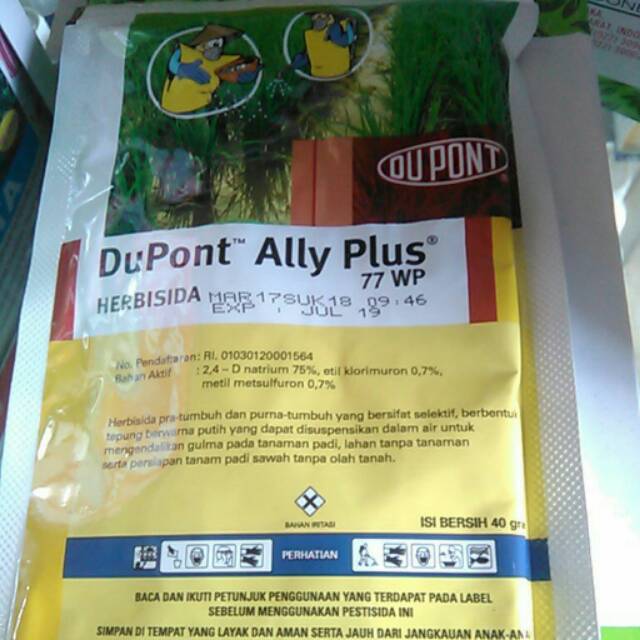 DU PONT
DuPont™ Ally Plus®
77 WP
HERBISIDA MAR17SUK18 09:46
EXP : JUL 19
No. Pendaftaran: RI. 01030120001564
Bahan Aktif : 2,4 – D natrium 75%, etil klorimuron 0,7%,
metil metsulfuron 0,7%
Herbisida pra-tumbuh dan purna-tumbuh yang bersifat selektif, berbentuk
tepung berwarna putih yang dapat disuspensikan dalam air untuk
mengendalikan gulma pada tanaman padi, lahan tanpa tanaman
serta persiapan tanam padi sawah tanpa olah tanah.
BAHAN IRITASI
ISI BERSIH 40 gr
PERHATIAN
BACA DAN IKUTI PETUNJUK PENGGUNAAN YANG TERDAPAT PADA LABEL
SEBELUM MENGGUNAKAN PESTISIDA INI
SIMPAN DI TEMPAT YANG LAYAK DAN AMAN SERTA JAUH DARI JANGKAUAN ANAK-ANA